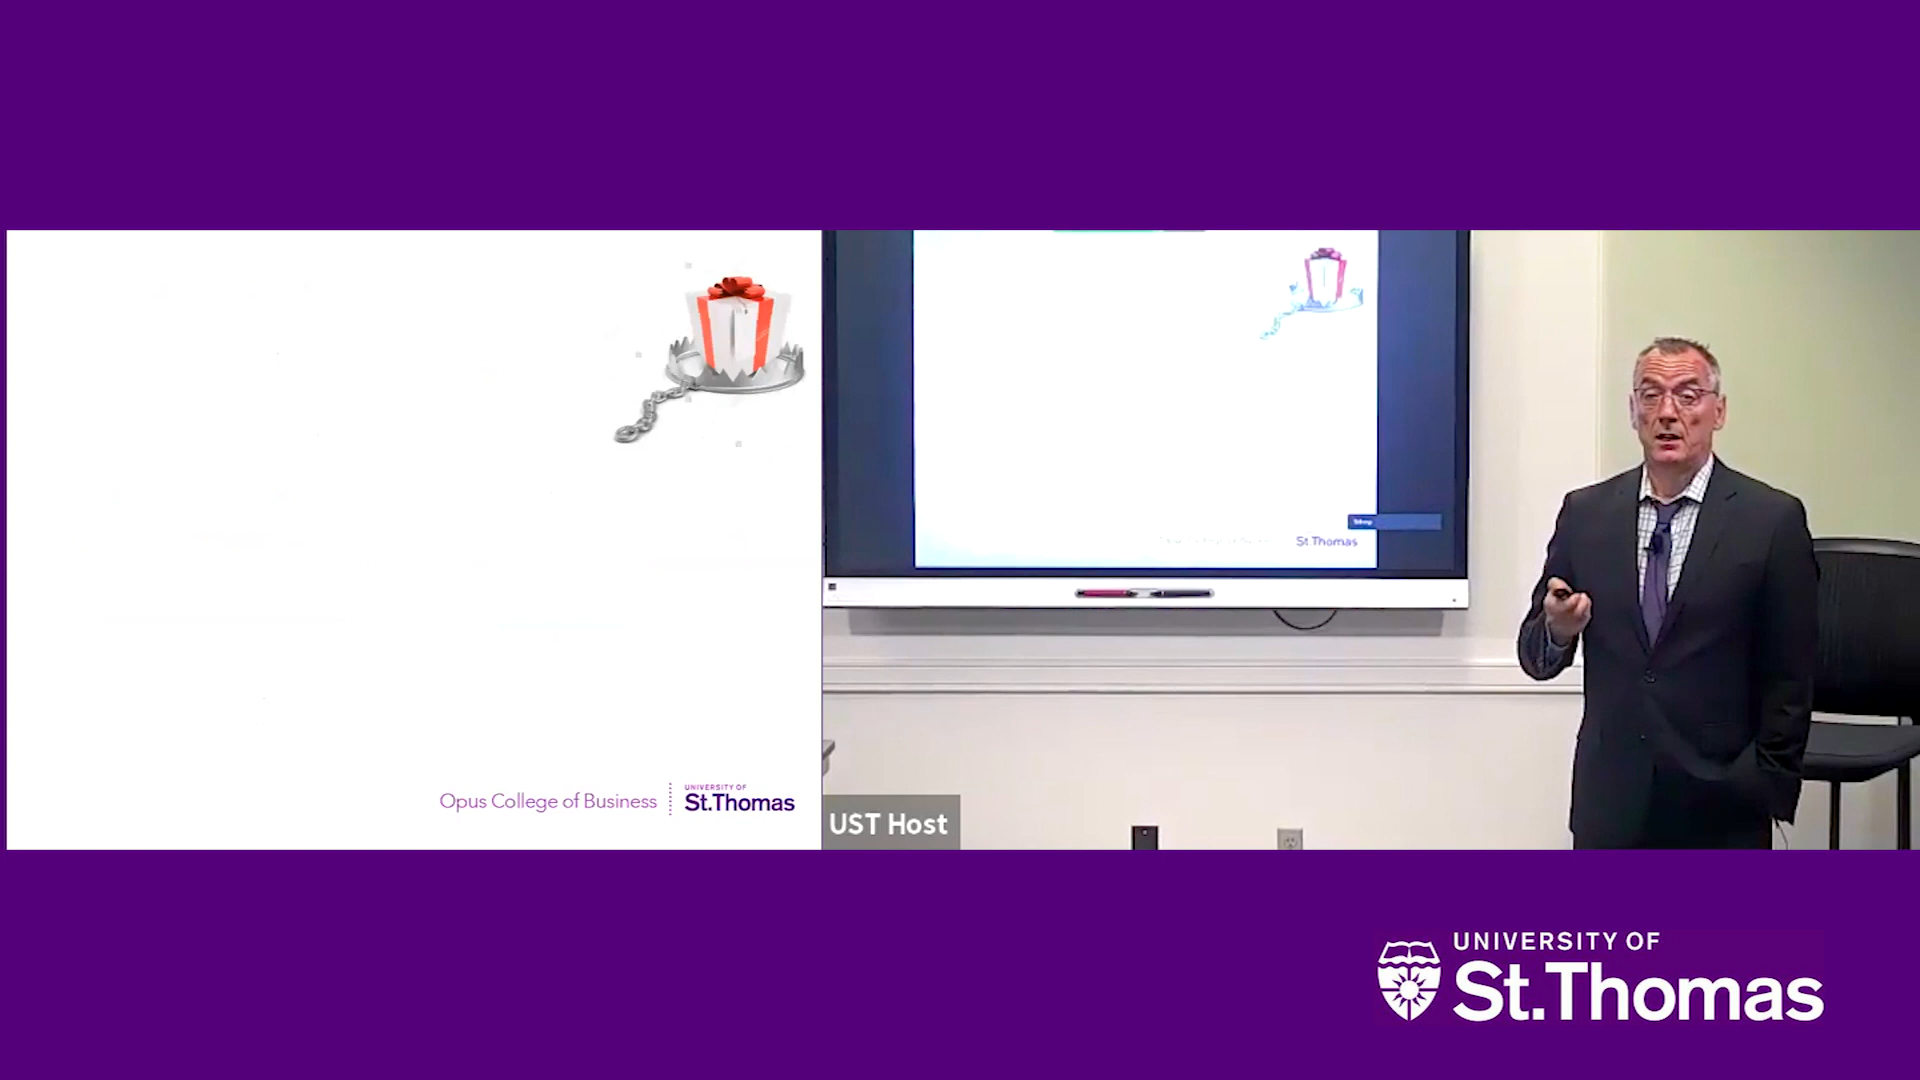 St.Thomas
Opus College of Business
UNIVERSITY OF
St.Thomas
UST Host
UNIVERSITY OF
St.Thomas